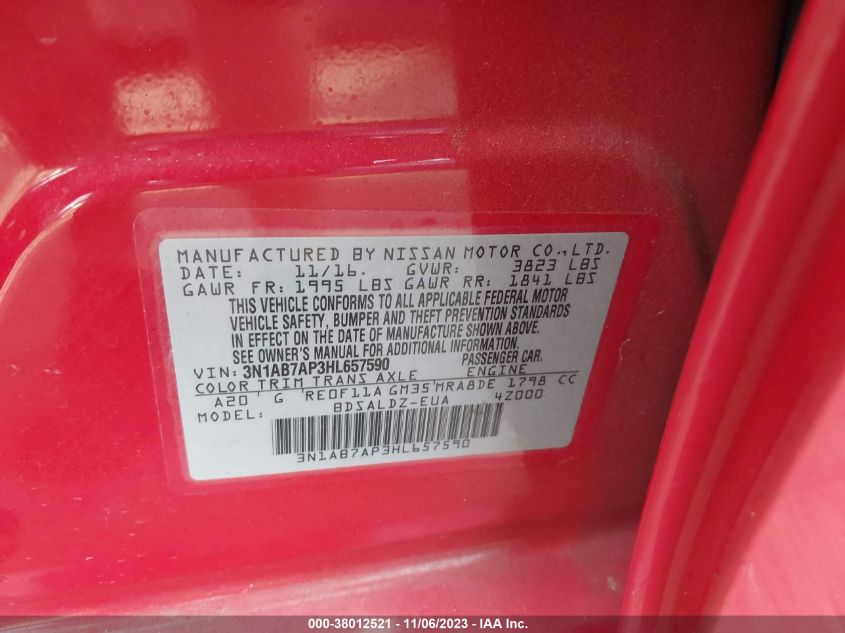 MANUFACTURED BY NISSAN MOTOR CO., LTD.
DATE: 11/16. GVWR: 3823 LBS
GAWR FR: 1995 LBS GAWR RR: 1841 LBS
THIS VEHICLE CONFORMS TO ALL APPLICABLE FEDERAL MOTOR
VEHICLE SAFETY, BUMPER AND THEFT PREVENTION STANDARDS
IN EFFECT ON THE DATE OF MANUFACTURE SHOWN ABOVE.
SEE OWNER'S MANUAL FOR ADDITIONAL INFORMATION.
VIN: 3N1AB7AP3HL657590 PASSENGER CAR.
COLOR TRIM TRANS AXLE ENGINE
A20 G RE0F11A GM35 MRA8DE 1798 CC
MODEL: BDSALDZ-EUA 4Z000
3N1AB7AP3HL657590
000-38012521 - 11/06/2023 - IAA Inc.